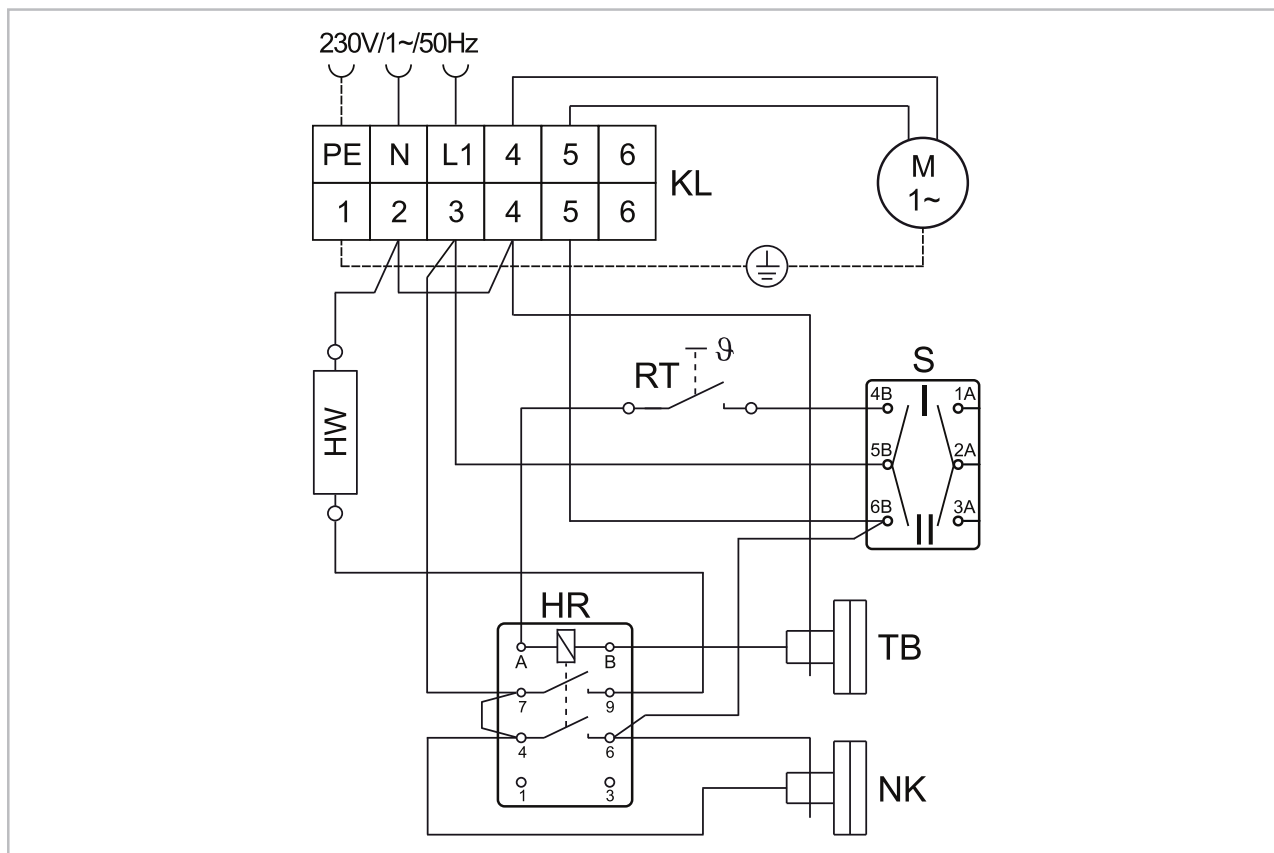 230V/1~/50Hz
PE N L1 4 5 6
1 2 3 4 5 6
KL
M
1~
RT ϑ
S
4B I 1A
5B 2A
6B II 3A
HW
HR
A B
7 9
4 6
1 3
TB
NK